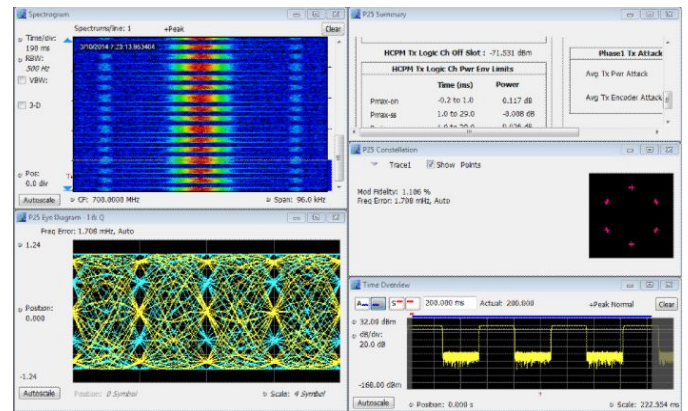 Spectrogram
Spectrums/line: 1 +Peak Clear
Time/div:
190 ms
RBW:
500 Hz
VBW:
3-D
3/10/2014 7:23:13.863404
Pos:
0.0 div
Autoscale CF: 708.0000 MHz Span: 96.0 kHz
P25 Eye Diagram - I & Q
Freq Error: 1.708 mHz, Auto
1.24
Position:
0.000
-1.24
Autoscale Position: 0 Symbol Scale: 4 Symbol
P25 Summary
HCPM Tx Logic Ch Off Slot : -71.531 dBm
HCPM Tx Logic Ch Pwr Env Limits
Time (ms) Power
Pmax-on -0.2 to 1.0 0.117 dB
Pmax-ss 1.0 to 29.0 -0.088 dB
1.0 to 29.0
Phase1 Tx Attack
Avg Tx Pwr Attack
Avg Tx Encoder Attack
P25 Constellation
Trace1 Show Points
Mod Fidelity: 1.186 %
Freq Error: 1.708 mHz, Auto
Time Overview
200.000 ms Actual: 200.000 +Peak Normal Clear
32.00 dBm
dB/div:
20.0 dB
-168.00 dBm
Autoscale Position: 0.000 s Scale: 222.554 ms